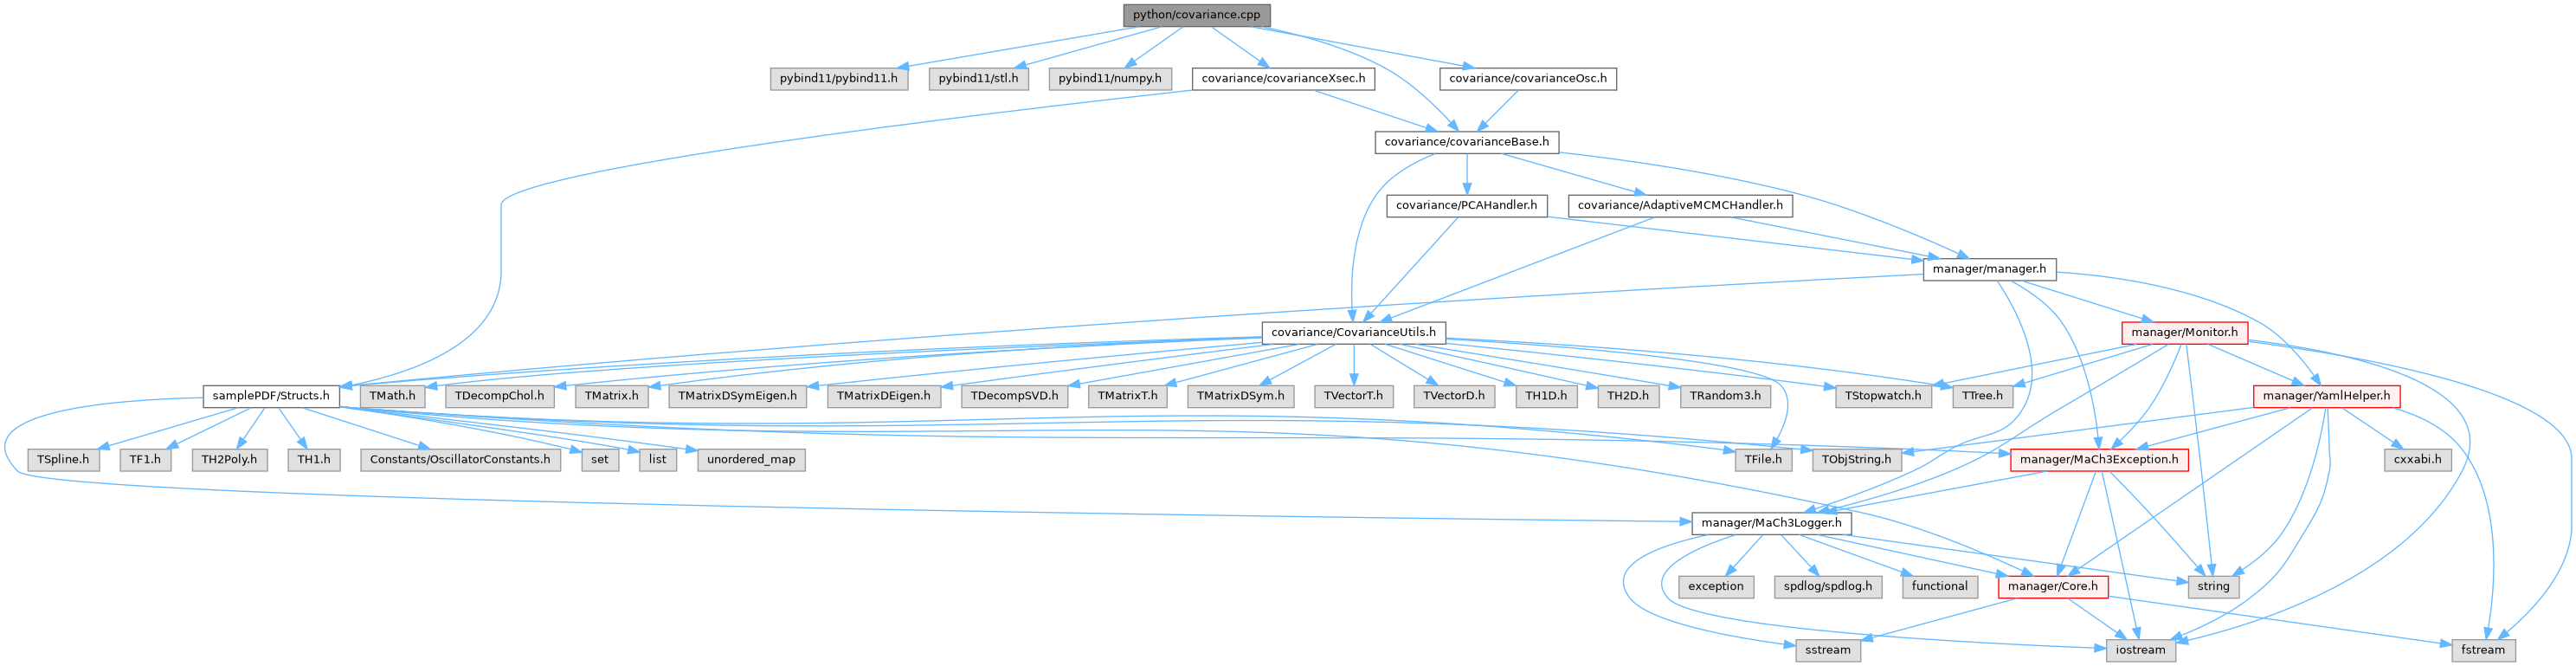 python/covariance.cpp
pybind11/pybind11.h
pybind11/stl.h
pybind11/numpy.h
covariance/covarianceXsec.h
covariance/covarianceOsc.h
covariance/covarianceBase.h
covariance/PCAHandler.h
covariance/AdaptiveMCMCHandler.h
manager/manager.h
covariance/CovarianceUtils.h
manager/Monitor.h
samplePDF/Structs.h
TMath.h
TDecompChol.h
TMatrix.h
TMatrixDSymEigen.h
TMatrixDEigen.h
TDecompSVD.h
TMatrixT.h
TMatrixDSym.h
TVectorT.h
TVectorD.h
TH1D.h
TH2D.h
TRandom3.h
TStopwatch.h
TTree.h
manager/YamlHelper.h
TSpline.h
TF1.h
TH2Poly.h
TH1.h
Constants/OscillatorConstants.h
set
list
unordered_map
TFile.h
TObjString.h
manager/MaCh3Exception.h
cxxabi.h
manager/MaCh3Logger.h
exception
spdlog/spdlog.h
functional
manager/Core.h
string
sstream
iostream
fstream